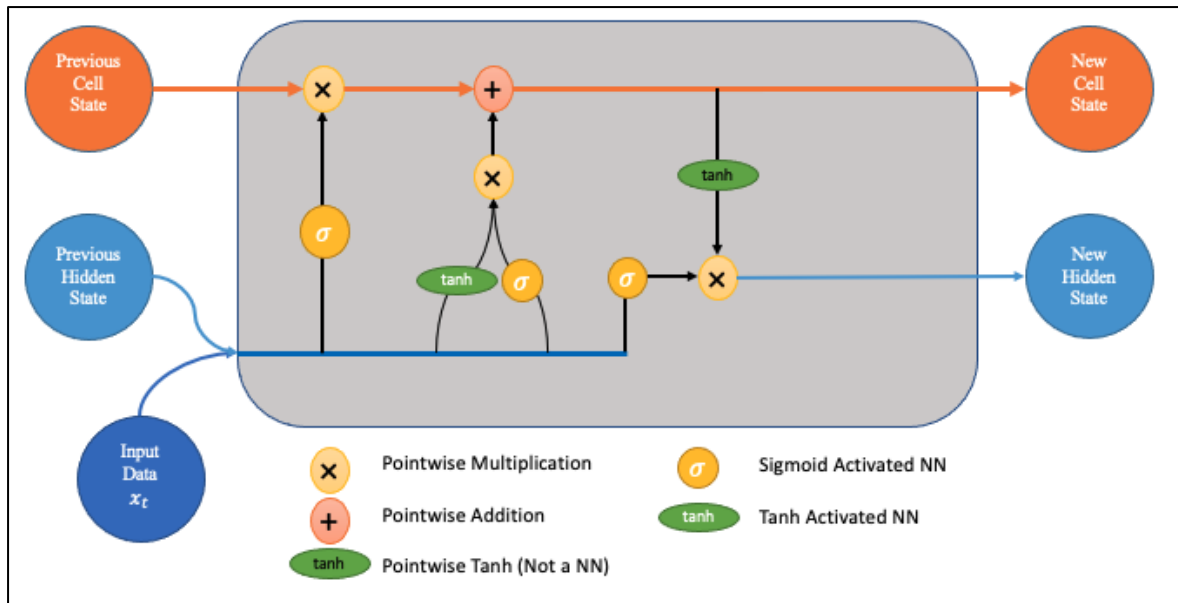 Previous
Cell
State
New
Cell
State
×
+
×
tanh
σ
Previous
Hidden
State
tanh
σ
σ
×
New
Hidden
State
Input
Data
xₜ
× Pointwise Multiplication
σ Sigmoid Activated NN
+ Pointwise Addition
tanh Tanh Activated NN
tanh Pointwise Tanh (Not a NN)